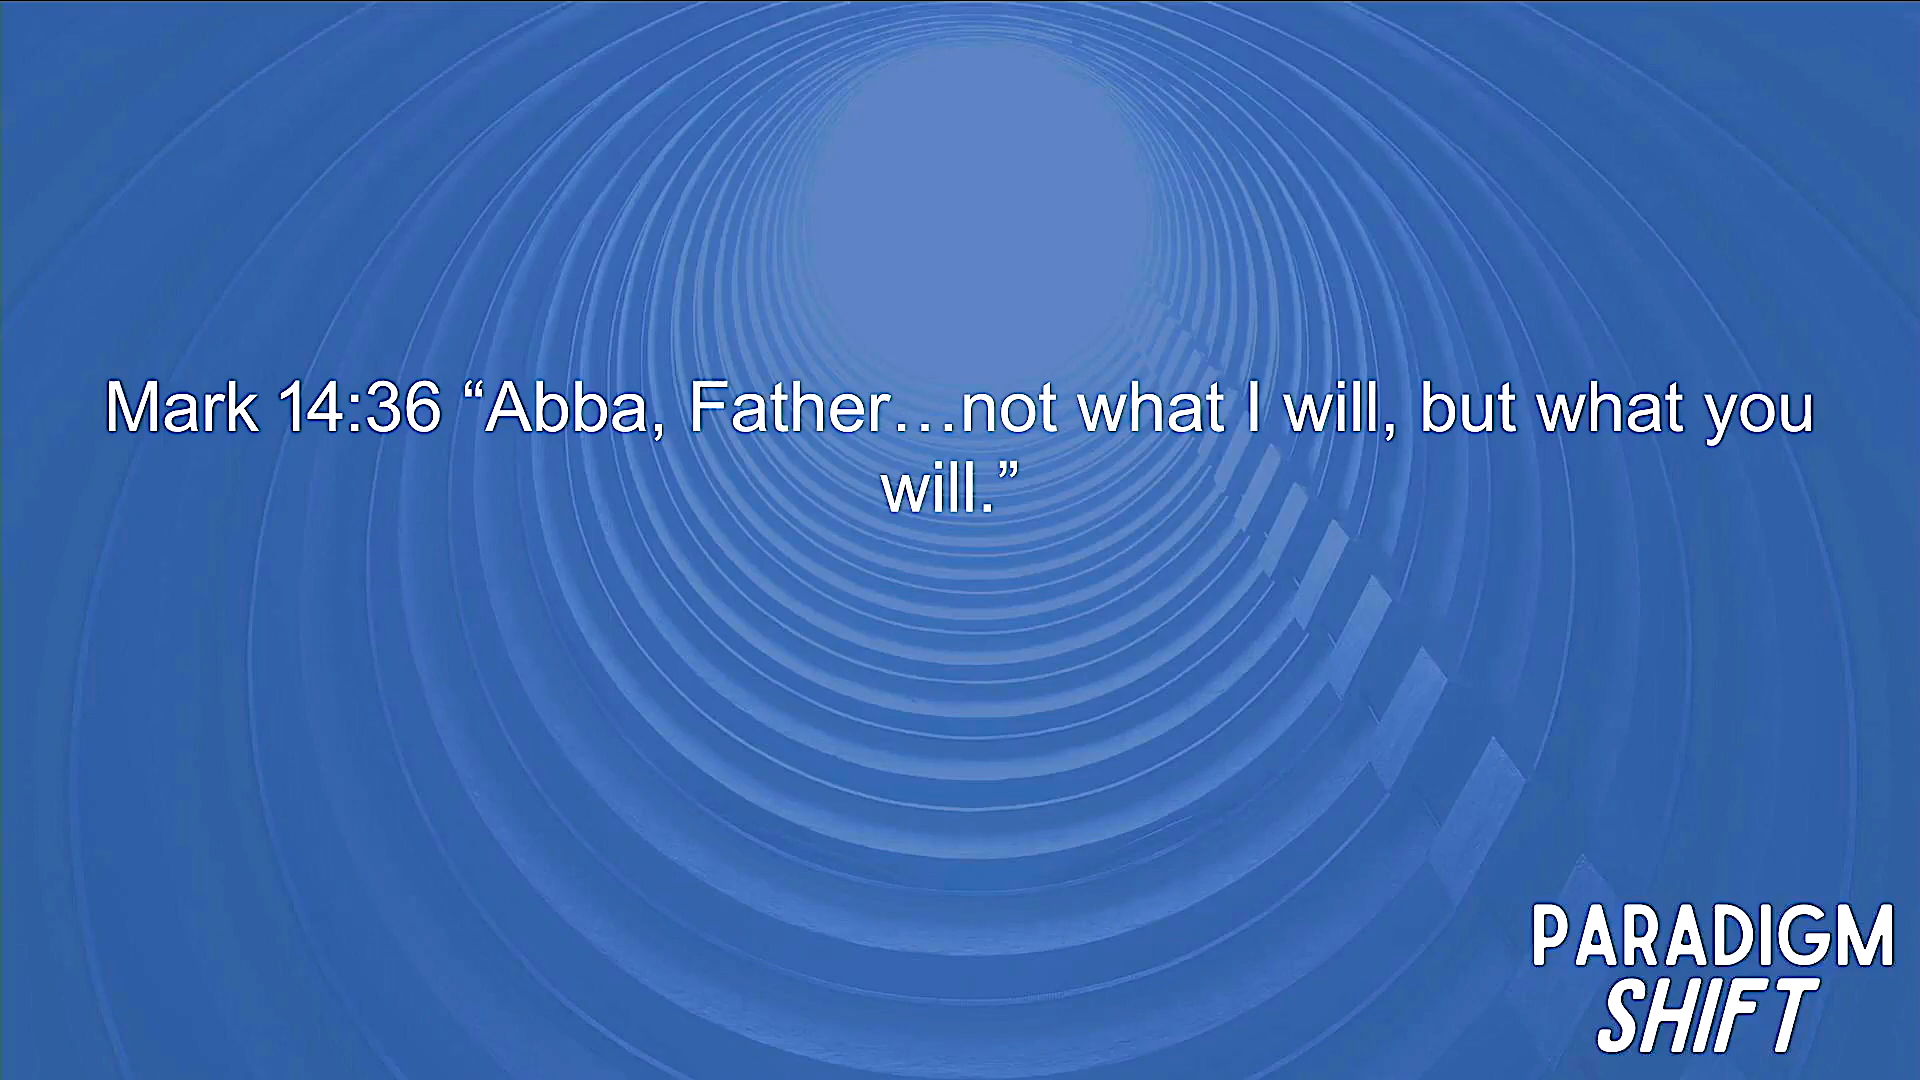 Mark 14:36 “Abba, Father…not what I will, but what you
will.”
PARADIGM
SHIFT